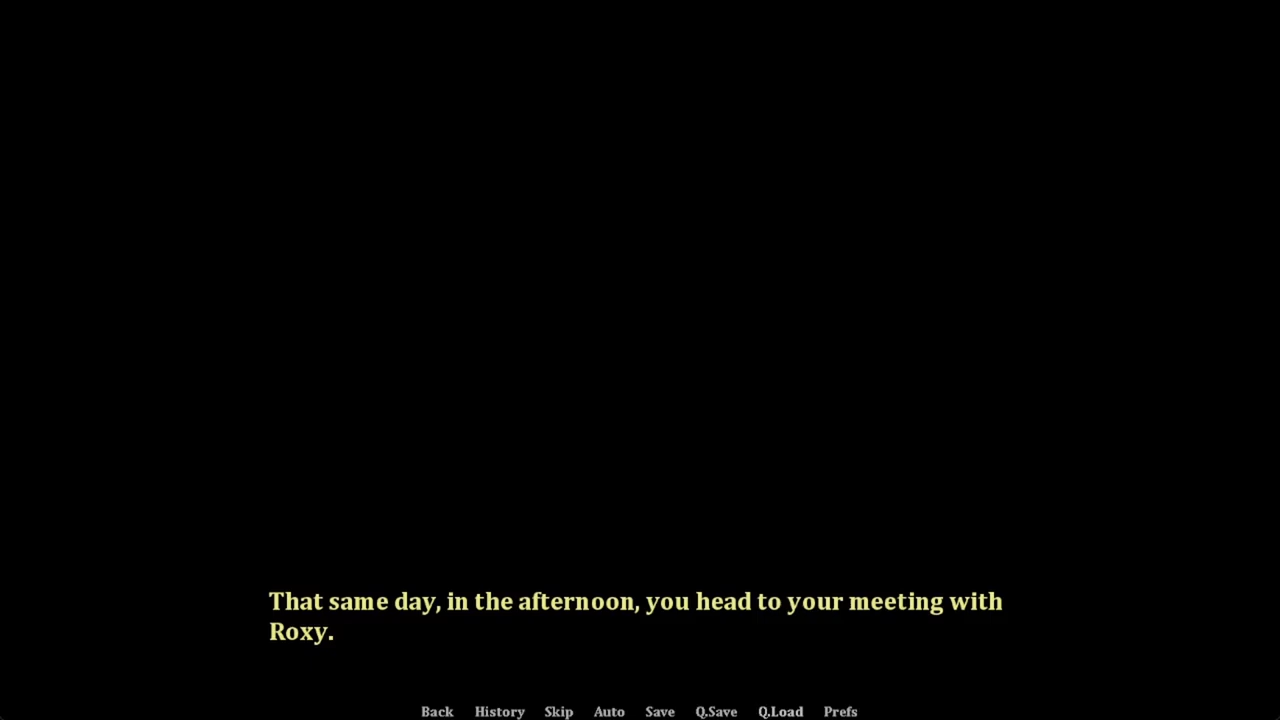 That same day, in the afternoon, you head to your meeting with
Roxy.
Back History Skip Auto Save Q.Save Q.Load Prefs